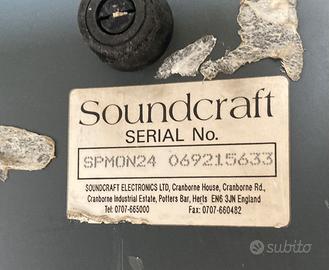 Soundcraft
SERIAL No.
SPMON24 069215633
SOUNDCRAFT ELECTRONICS LTD, Cranborne House, Cranborne Rd.,
Cranborne Industrial Estate, Potters Bar, Herts EN6 3JN England
Tel: 0707-665000 Fax: 0707-660482
subito